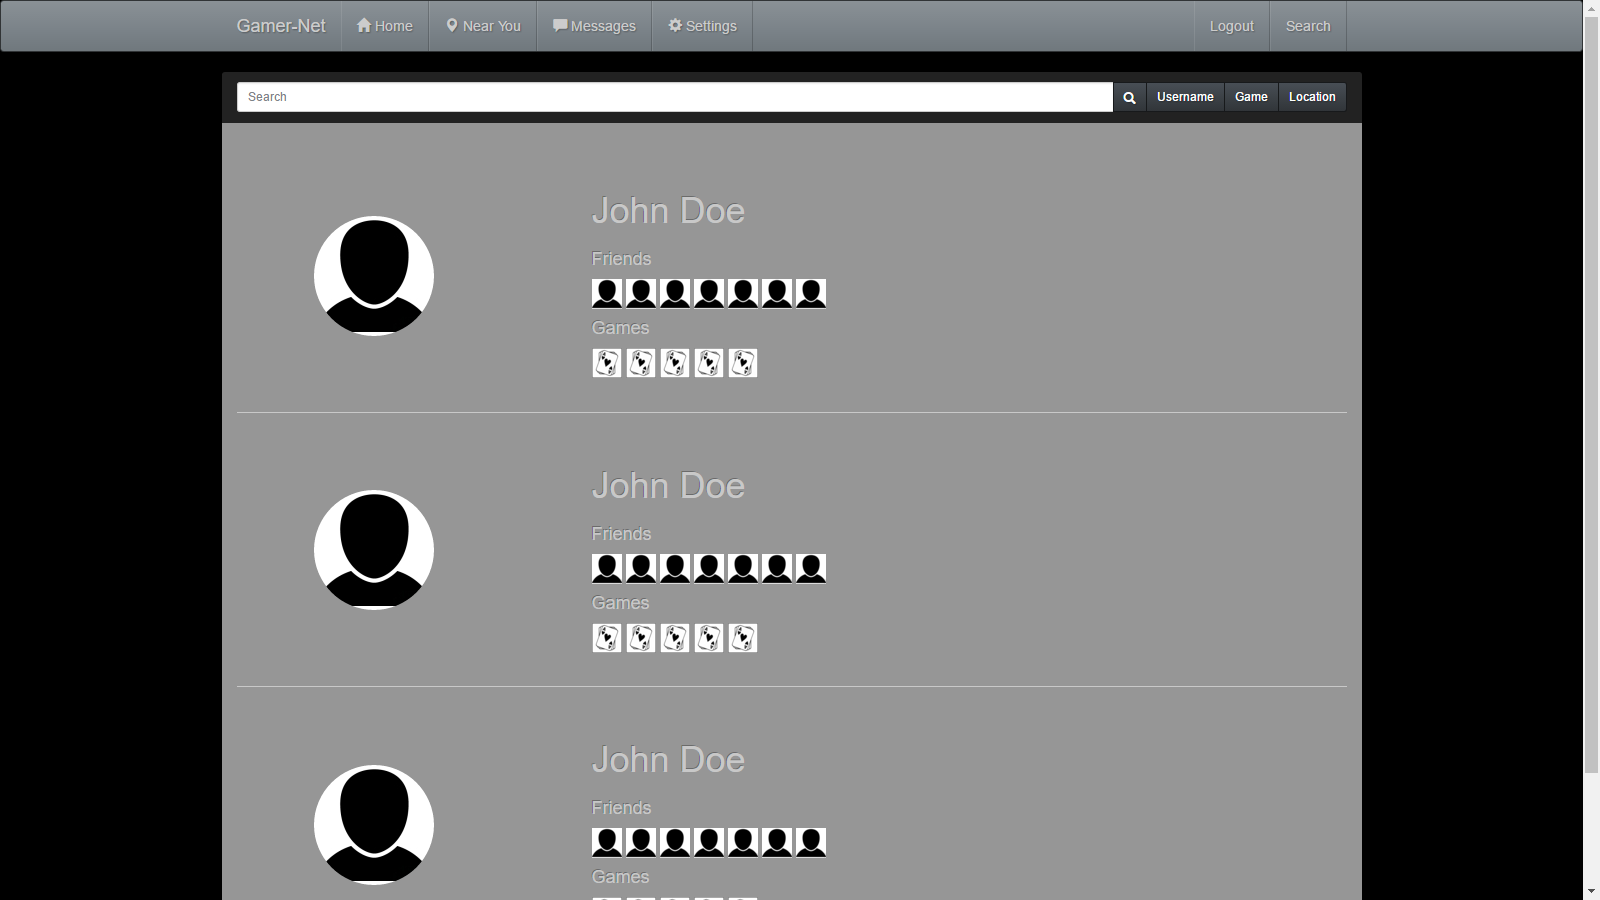 Gamer-Net Home Near You Messages Settings Logout Search
Search Username Game Location
John Doe
Friends
Games
John Doe
Friends
Games
John Doe
Friends
Games